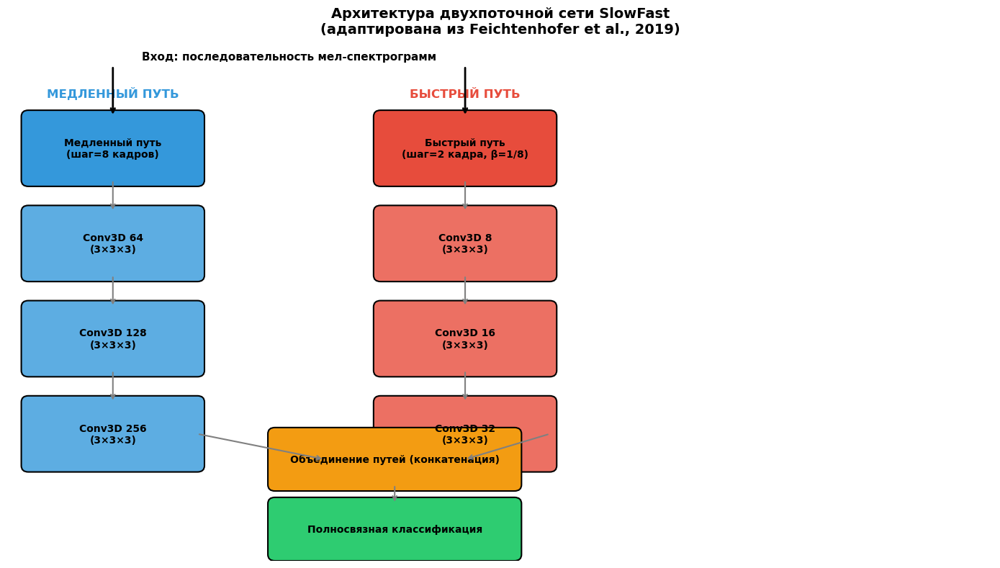 Архитектура двухпоточной сети SlowFast
(адаптирована из Feichtenhofer et al., 2019)
Вход: последовательность мел-спектрограмм
МЕДЛЕННЫЙ ПУТЬ
Медленный путь
(шаг=8 кадров)
Conv3D 64
(3×3×3)
Conv3D 128
(3×3×3)
Conv3D 256
(3×3×3)
БЫСТРЫЙ ПУТЬ
Быстрый путь
(шаг=2 кадра, β=1/8)
Conv3D 8
(3×3×3)
Conv3D 16
(3×3×3)
Conv3D 32
(3×3×3)
Объединение путей (конкатенация)
Полносвязная классификация